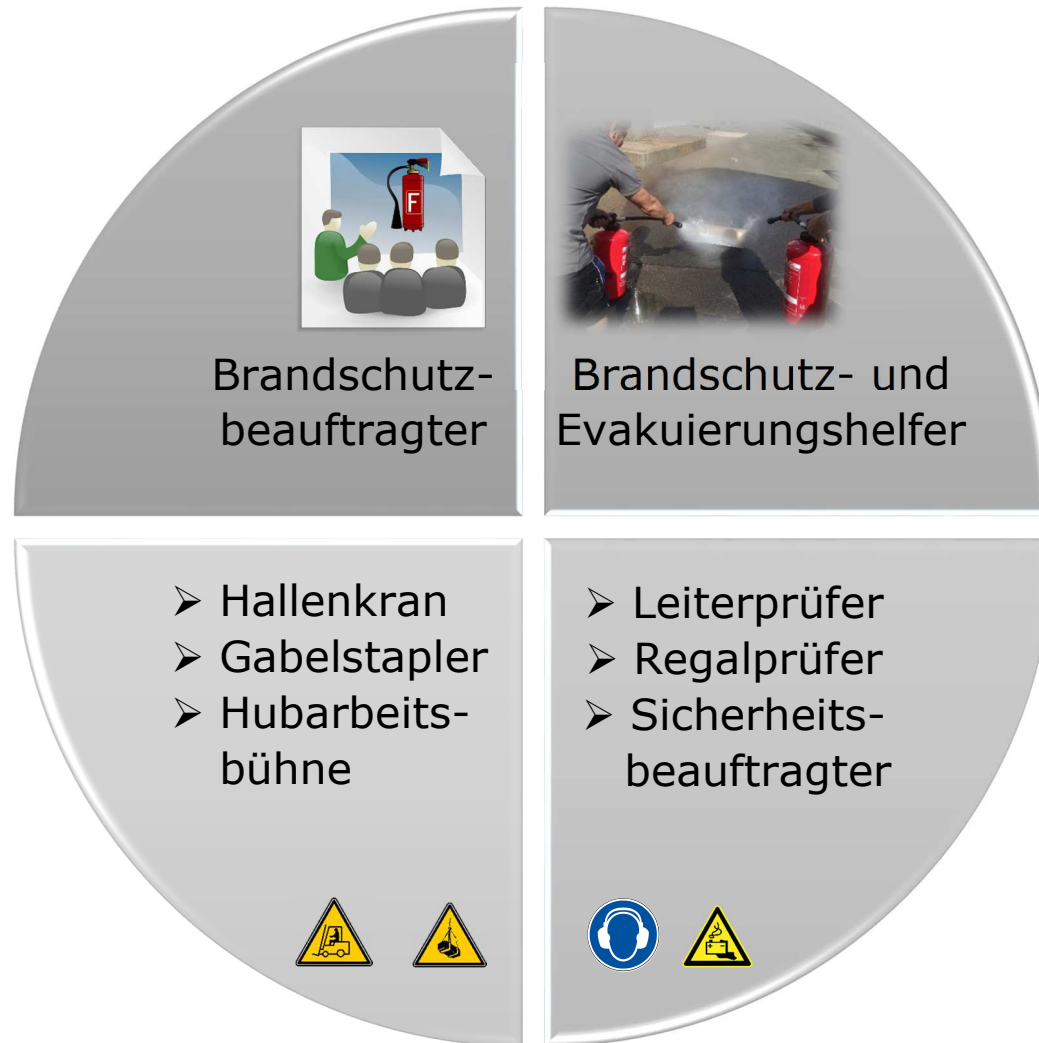 F
Brandschutz-
beauftragter
Brandschutz- und
Evakuierungshelfer
➢ Hallenkran
➢ Gabelstapler
➢ Hubarbeits-
bühne
➢ Leiterprüfer
➢ Regalprüfer
➢ Sicherheits-
beauftragter